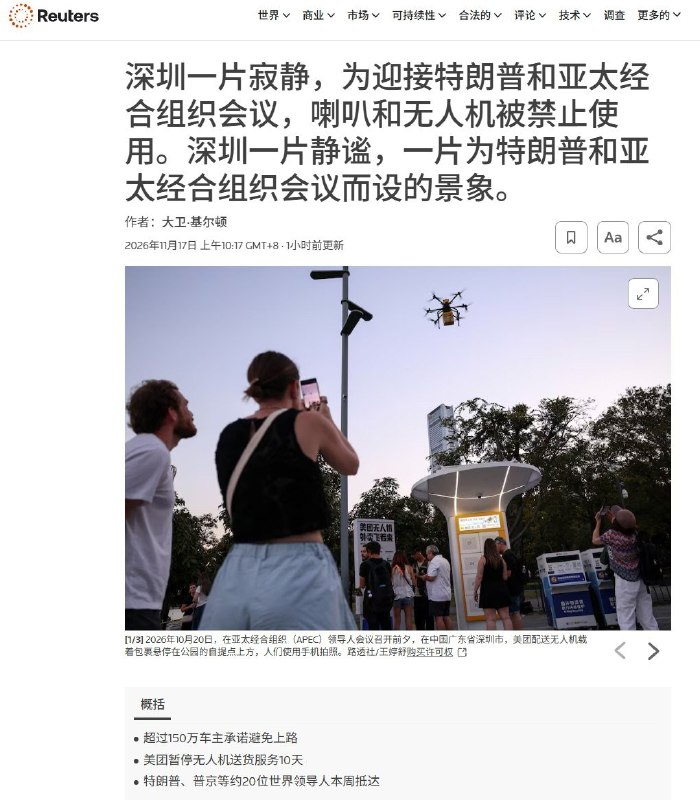 Reuters
世界 商业 市场 可持续性 合法的 评论 技术 调查 更多的
深圳一片寂静，为迎接特朗普和亚太经
合组织会议，喇叭和无人机被禁止使
用。深圳一片静谧，一片为特朗普和亚
太经合组织会议而设的景象。
作者：大卫·基尔顿
2026年11月17日 上午10:17 GMT+8 · 1小时前更新
Aa
美团无人机
[1/3] 2026年10月20日，在亚太经合组织（APEC）领导人会议召开前夕，在中国广东省深圳市，美团配送无人机载
着包裹悬停在公园的自提点上方，人们使用手机拍照。路透社/王婷舒购买许可权
概括
超过150万车主承诺避免上路
美团暂停无人机送货服务10天
特朗普、普京等约20位世界领导人本周抵达